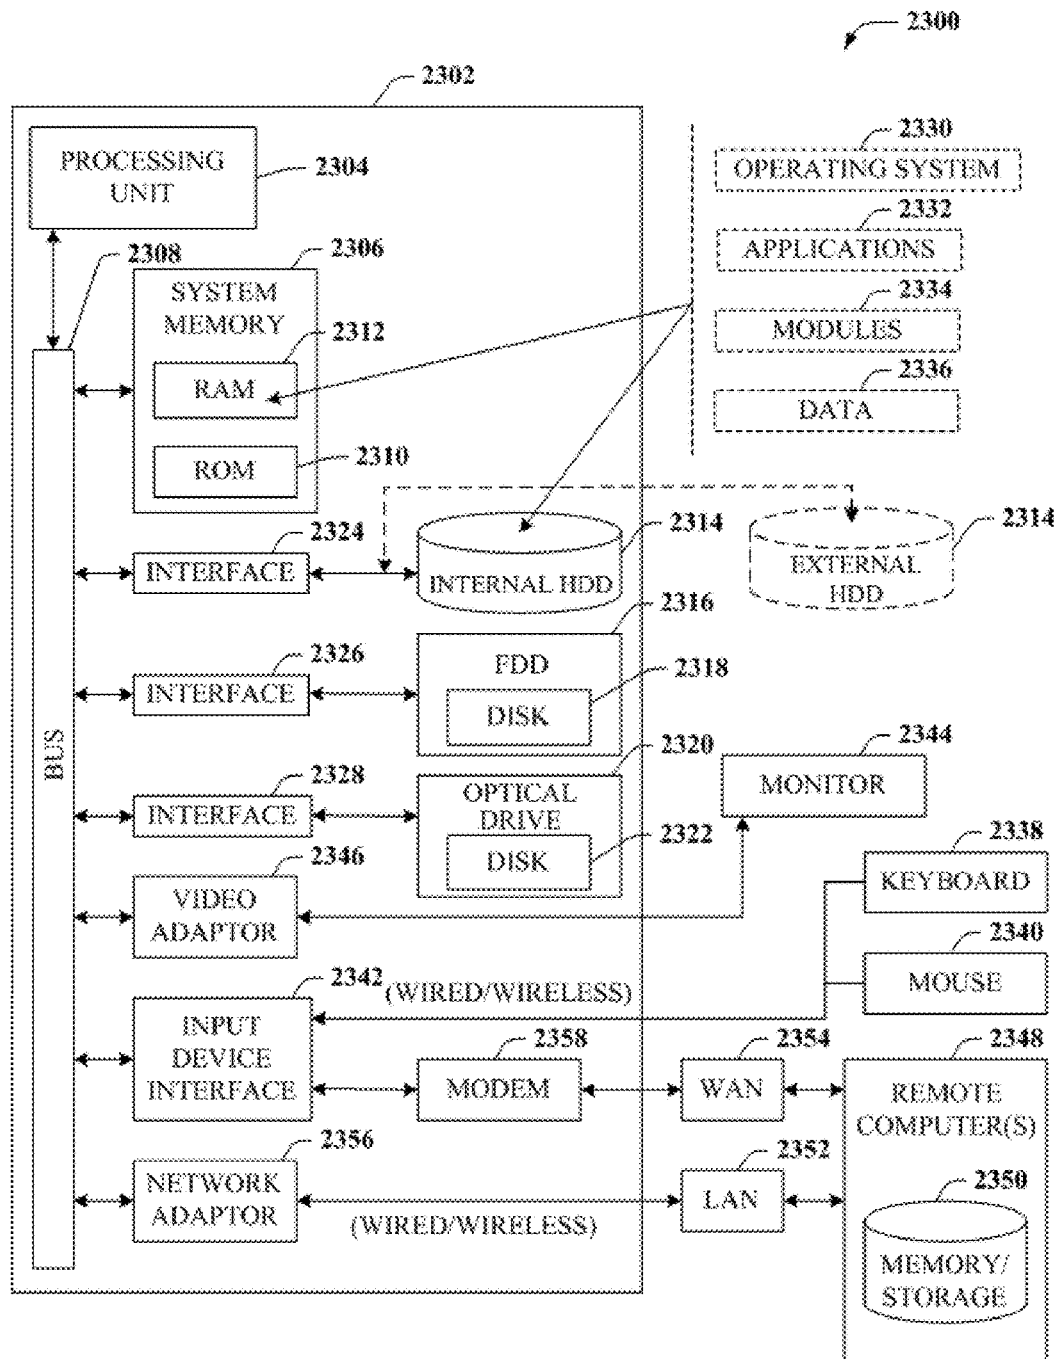 2300
2302
PROCESSING
UNIT
2304
2330
OPERATING SYSTEM
2332
APPLICATIONS
2334
MODULES
2336
DATA
2308
2306
SYSTEM
MEMORY
2312
RAM
2310
ROM
2324
INTERFACE
2314
INTERNAL HDD
2314
EXTERNAL
HDD
2316
FDD
2318
DISK
2326
INTERFACE
BUS
2320
OPTICAL
DRIVE
2322
DISK
2328
INTERFACE
2344
MONITOR
2346
VIDEO
ADAPTOR
2338
KEYBOARD
2340
MOUSE
2342
(WIRED/WIRELESS)
INPUT
DEVICE
INTERFACE
2358
MODEM
2354
WAN
2348
REMOTE
COMPUTER(S)
2356
NETWORK
ADAPTOR
(WIRED/WIRELESS)
2352
LAN
2350
MEMORY/
STORAGE